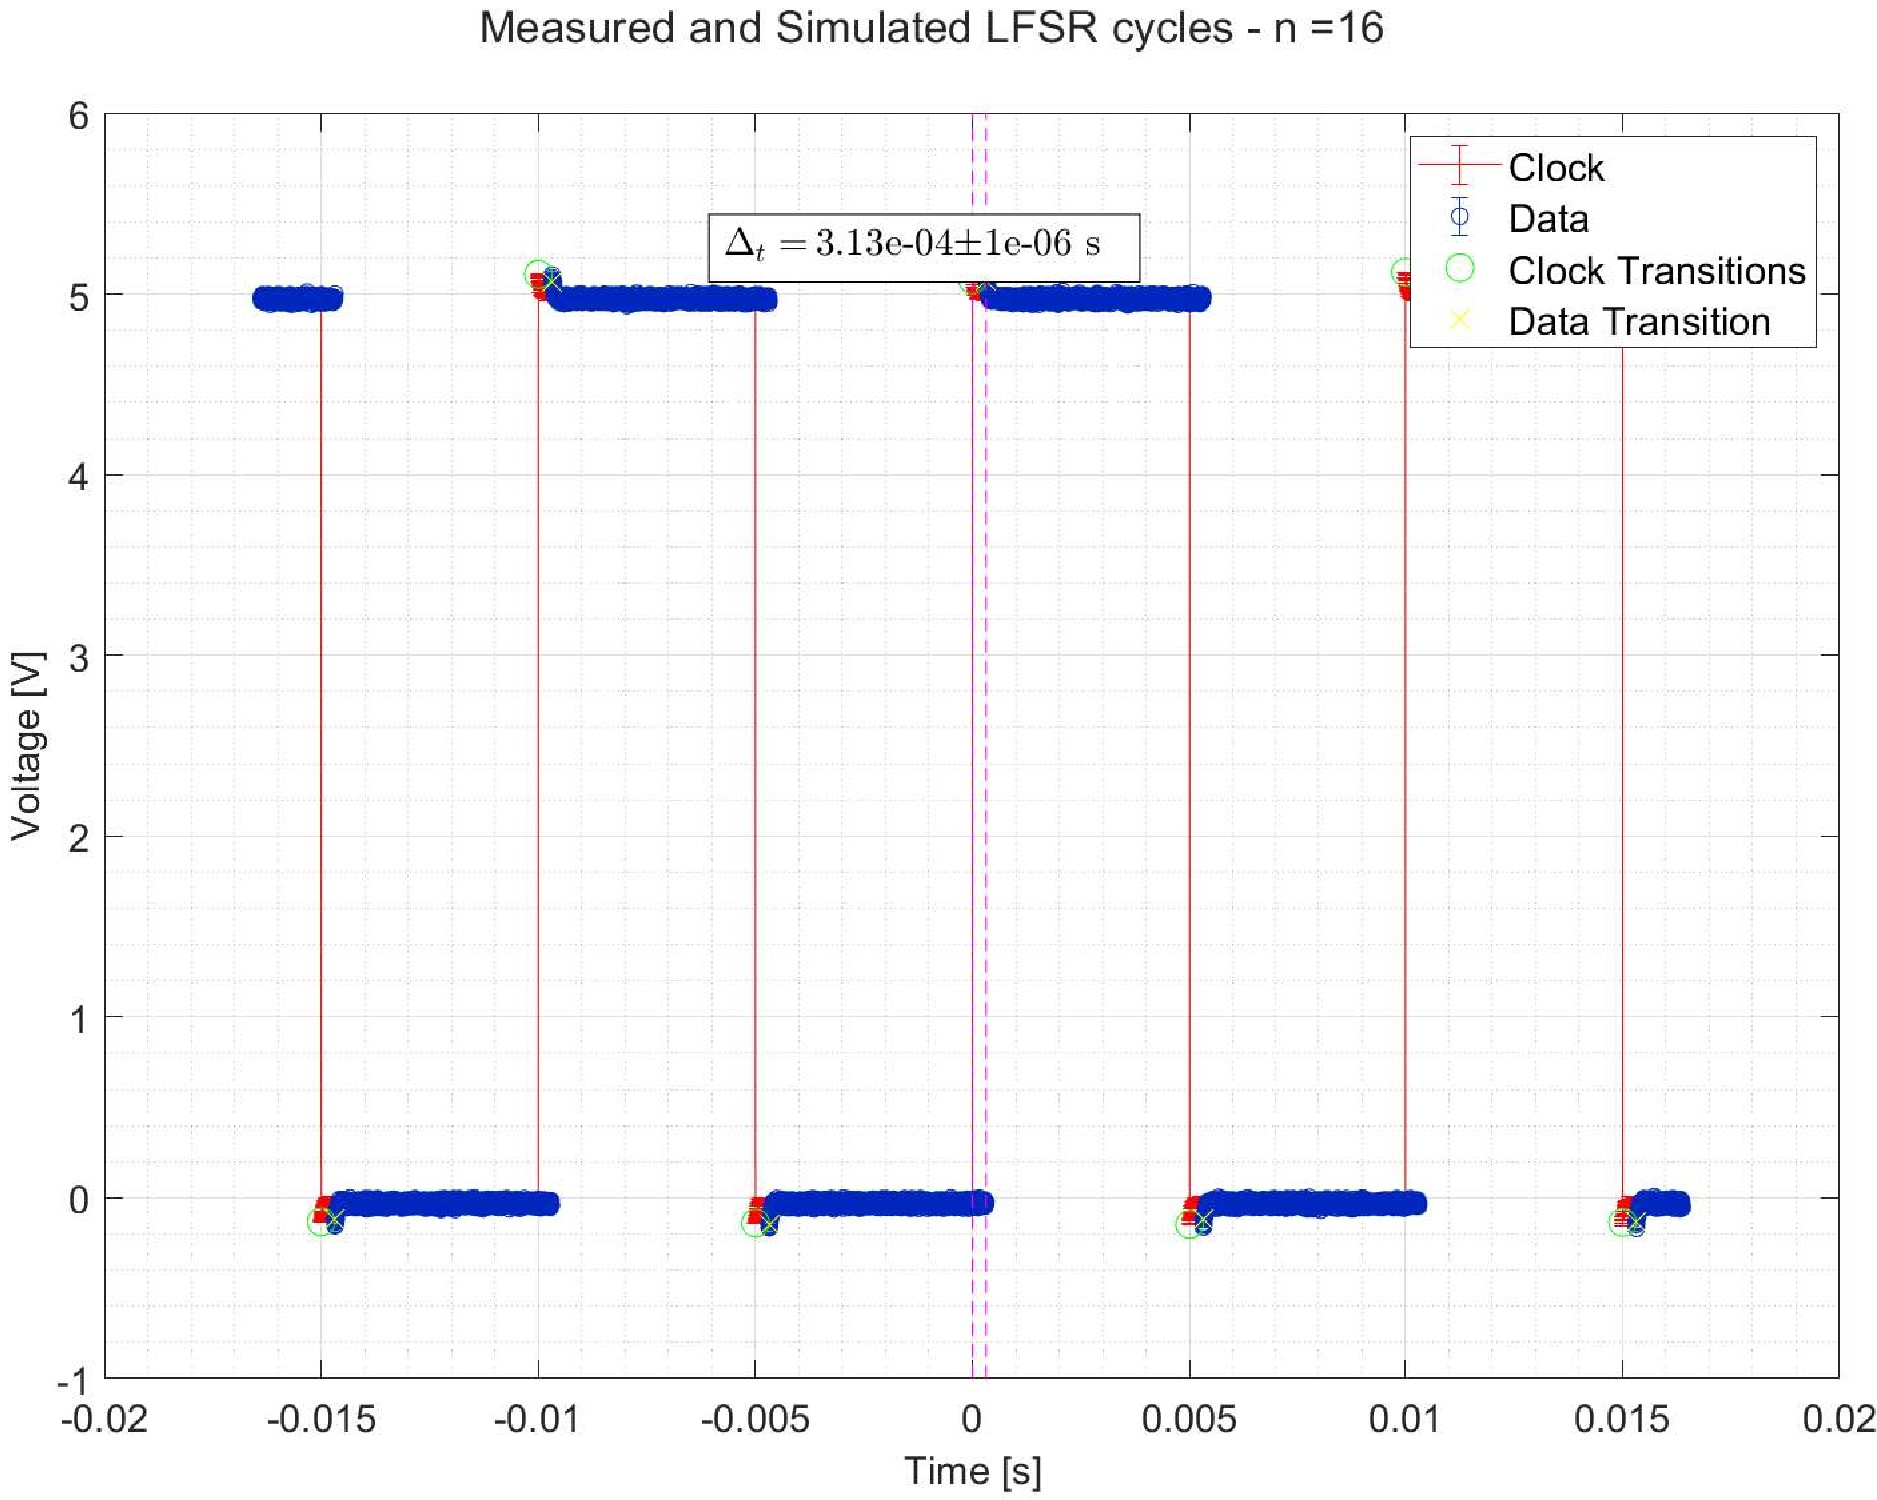 Measured and Simulated LFSR cycles - n =16
6
5
4
3
2
1
0
-1
Voltage [V]
Δt = 3.13e-04±1e-06 s
Clock
Data
Clock Transitions
Data Transition
-0.02 -0.015 -0.01 -0.005 0 0.005 0.01 0.015 0.02
Time [s]